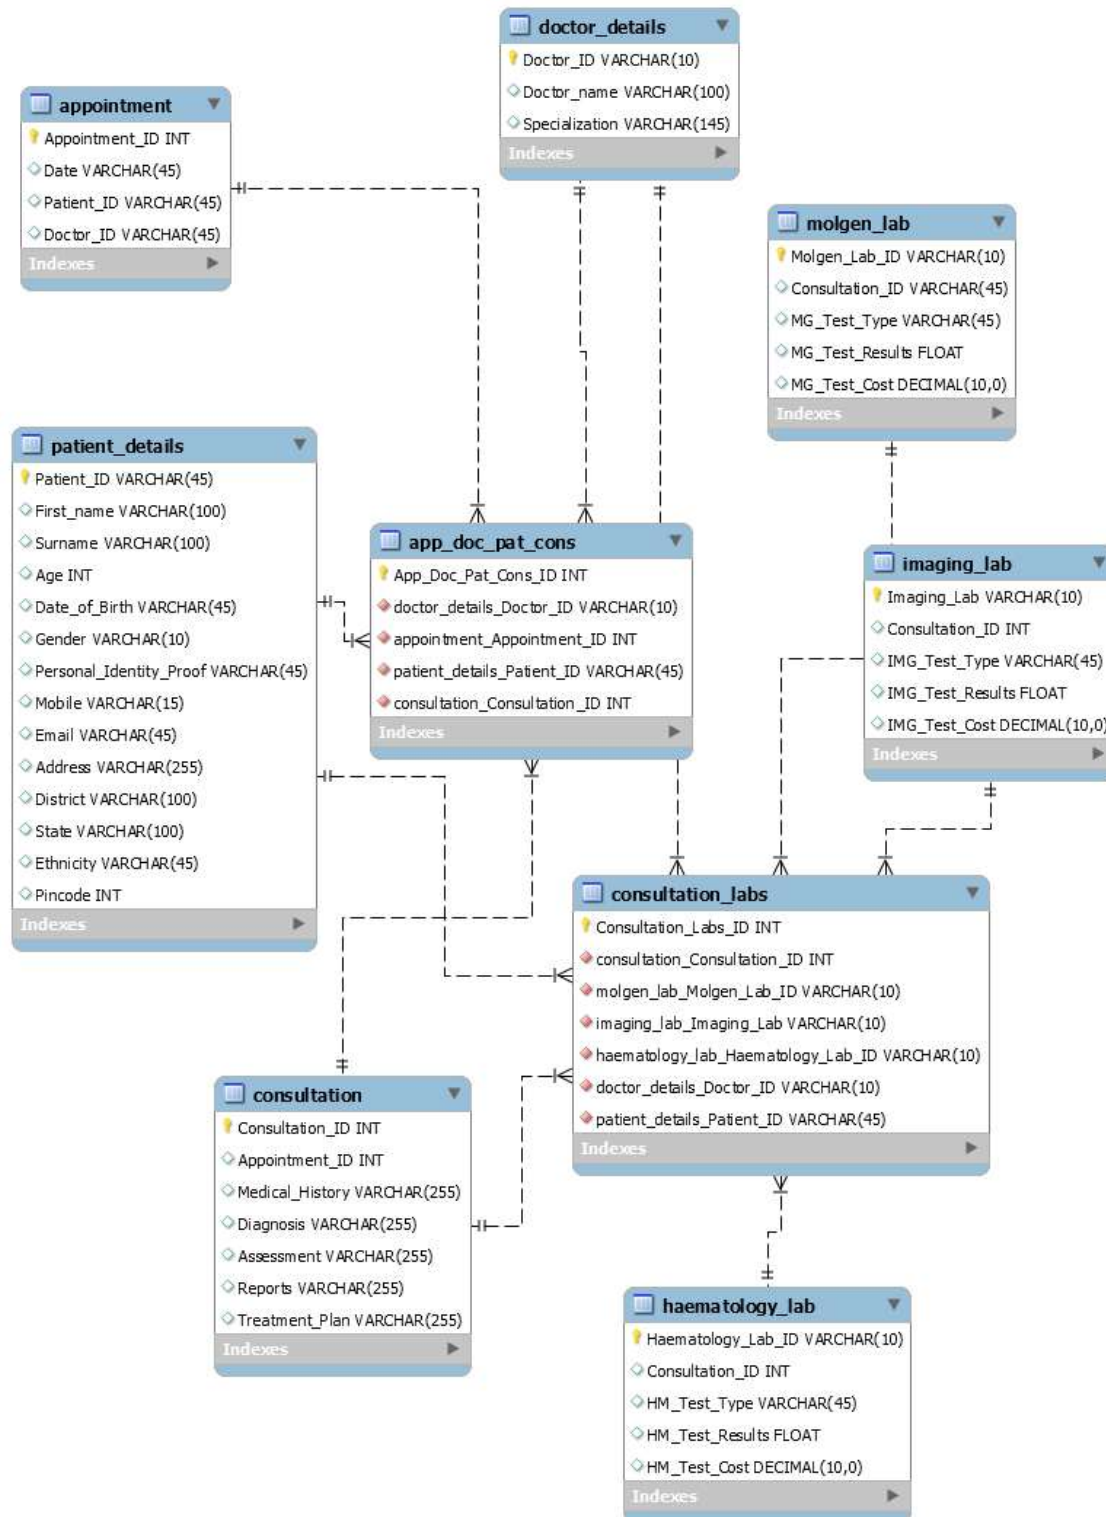 doctor_details
Doctor_ID VARCHAR(10)
Doctor_name VARCHAR(100)
Specialization VARCHAR(145)
Indexes
appointment
Appointment_ID INT
Date VARCHAR(45)
Patient_ID VARCHAR(45)
Doctor_ID VARCHAR(45)
Indexes
molgen_lab
Molgen_Lab_ID VARCHAR(10)
Consultation_ID VARCHAR(45)
MG_Test_Type VARCHAR(45)
MG_Test_Results FLOAT
MG_Test_Cost DECIMAL(10,0)
Indexes
patient_details
Patient_ID VARCHAR(45)
First_name VARCHAR(100)
Surname VARCHAR(100)
Age INT
Date_of_Birth VARCHAR(45)
Gender VARCHAR(10)
Personal_Identity_Proof VARCHAR(45)
Mobile VARCHAR(15)
Email VARCHAR(45)
Address VARCHAR(255)
District VARCHAR(100)
State VARCHAR(100)
Ethnicity VARCHAR(45)
Pincode INT
Indexes
app_doc_pat_cons
App_Doc_Pat_Cons_ID INT
doctor_details_Doctor_ID VARCHAR(10)
appointment_Appointment_ID INT
patient_details_Patient_ID VARCHAR(45)
consultation_Consultation_ID INT
Indexes
imaging_lab
Imaging_Lab VARCHAR(10)
Consultation_ID INT
IMG_Test_Type VARCHAR(45)
IMG_Test_Results FLOAT
IMG_Test_Cost DECIMAL(10,0)
Indexes
consultation_labs
Consultation_Labs_ID INT
consultation_Consultation_ID INT
molgen_lab_Molgen_Lab_ID VARCHAR(10)
imaging_lab_Imaging_Lab VARCHAR(10)
haematology_lab_Haematology_Lab_ID VARCHAR(10)
doctor_details_Doctor_ID VARCHAR(10)
patient_details_Patient_ID VARCHAR(45)
Indexes
consultation
Consultation_ID INT
Appointment_ID INT
Medical_History VARCHAR(255)
Diagnosis VARCHAR(255)
Assessment VARCHAR(255)
Reports VARCHAR(255)
Treatment_Plan VARCHAR(255)
Indexes
haematology_lab
Haematology_Lab_ID VARCHAR(10)
Consultation_ID INT
HM_Test_Type VARCHAR(45)
HM_Test_Results FLOAT
HM_Test_Cost DECIMAL(10,0)
Indexes